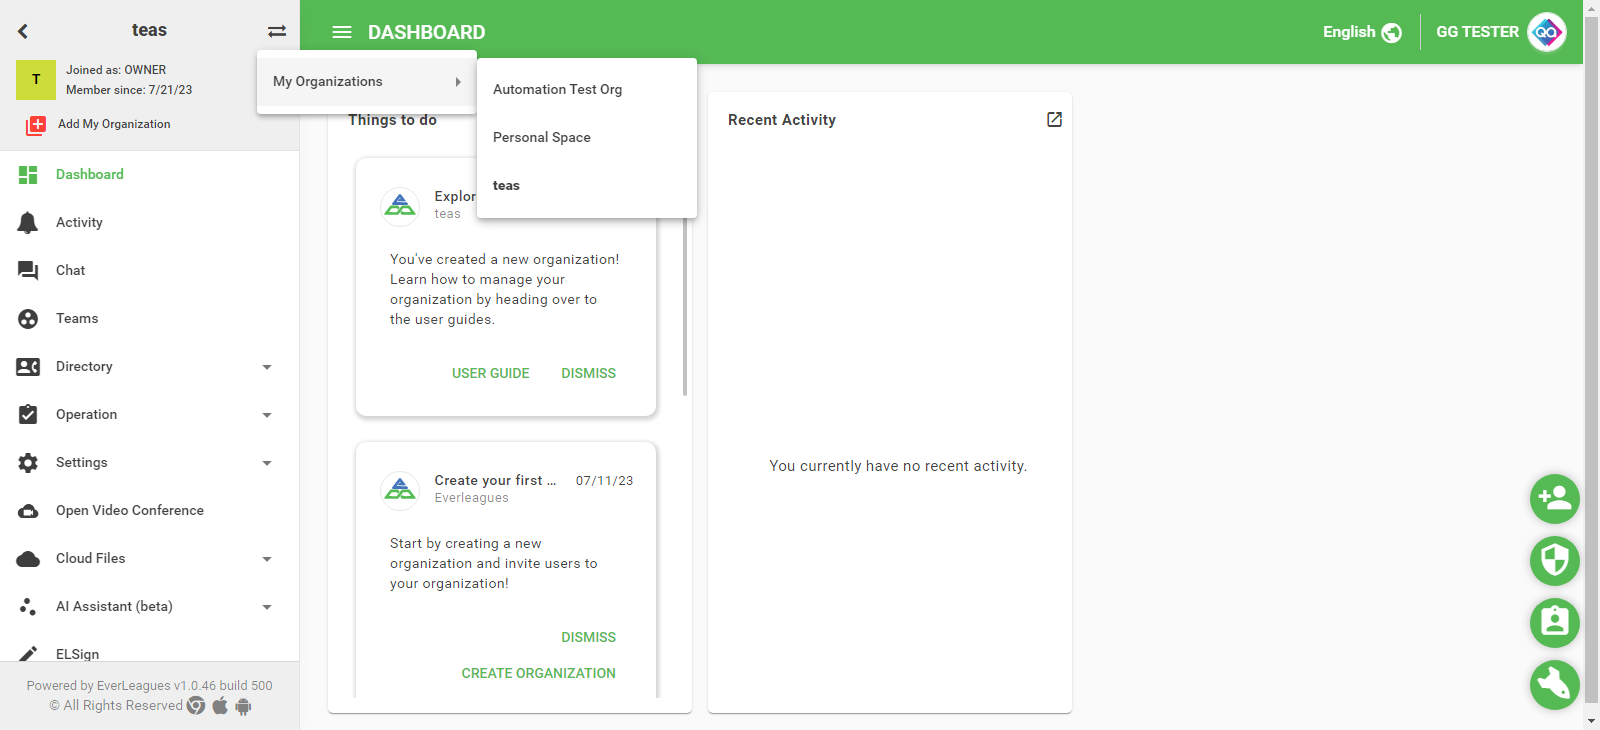 teas
T
Joined as: OWNER
Member since: 7/21/23
Add My Organization
Dashboard
Activity
Chat
Teams
Directory
Operation
Settings
Open Video Conference
Cloud Files
AI Assistant (beta)
ELSign
Powered by EverLeagues v1.0.46 build 500
© All Rights Reserved
DASHBOARD
English
GG TESTER
QA
My Organizations
Automation Test Org
Personal Space
teas
Things to do
Explor
teas
You've created a new organization!
Learn how to manage your
organization by heading over to
the user guides.
USER GUIDE DISMISS
Create your first ... 07/11/23
Everleagues
Start by creating a new
organization and invite users to
your organization!
DISMISS
CREATE ORGANIZATION
Recent Activity
You currently have no recent activity.